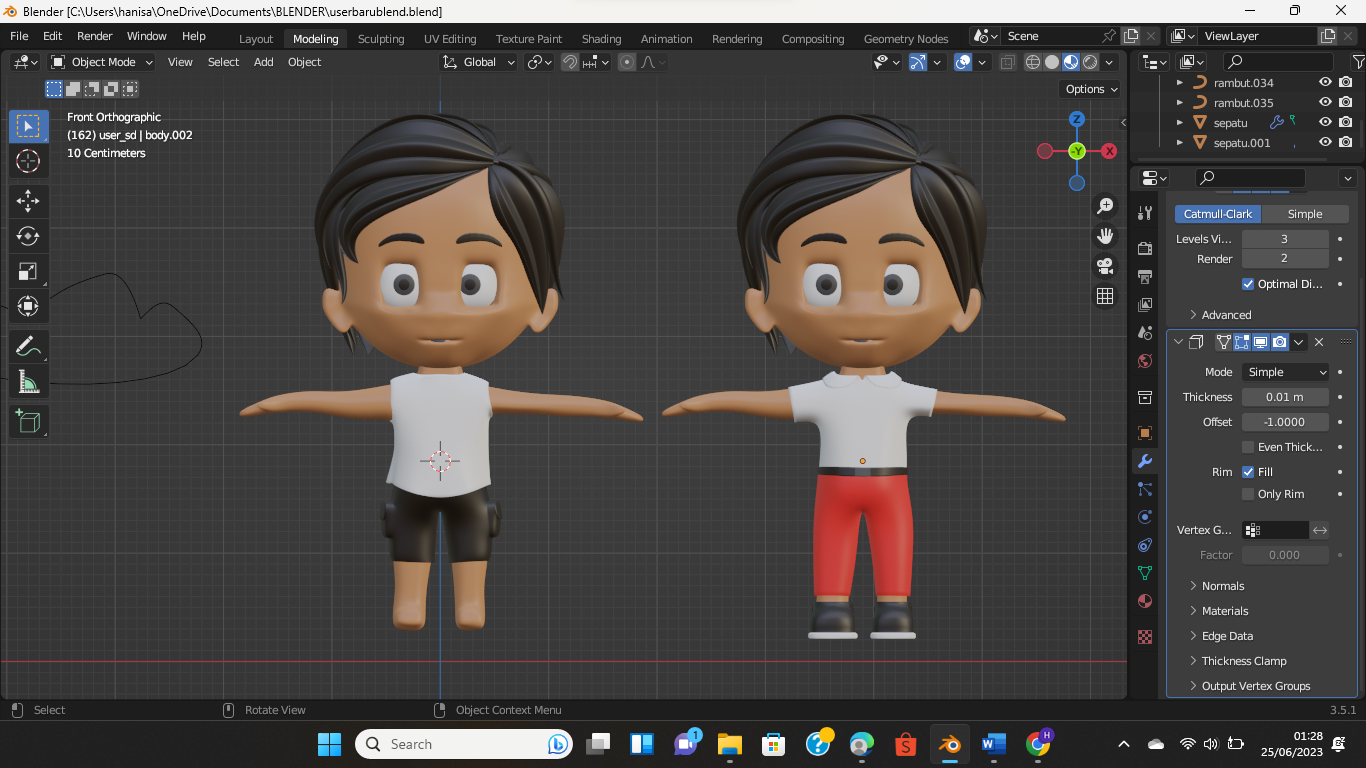 Blender [C:\Users\hanisa\OneDrive\Documents\BLENDER\userbarublend.blend]
File Edit Render Window Help Layout Modeling Sculpting UV Editing Texture Paint Shading Animation Rendering Compositing Geometry Nodes Scene ViewLayer
Object Mode View Select Add Object Global
Options
Front Orthographic
(162) user_sd | body.002
10 Centimeters
Z
-Y
X
rambut.034
rambut.035
sepatu
sepatu.001
Catmull-Clark Simple
Levels Vi... 3
Render 2
Optimal Di...
Advanced
Mode Simple
Thickness 0.01 m
Offset -1.0000
Even Thick...
Rim Fill
Only Rim
Vertex G...
Factor 0.000
Normals
Materials
Edge Data
Thickness Clamp
Output Vertex Groups
Select Rotate View Object Context Menu 3.5.1
Search
1
H
01:28
25/06/2023